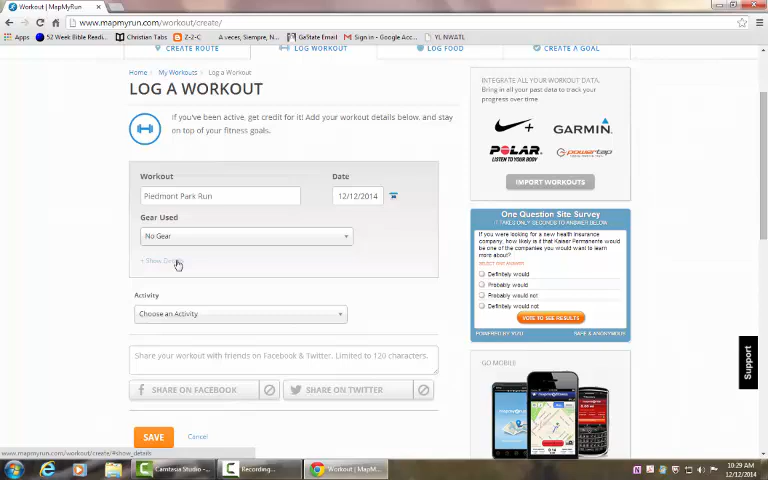 Workout | MapMyRun
www.mapmyrun.com/workout/create/
Apps
52 Week Bible Readi...
Christian Tabs
Z-2-C
A veces, Siempre, N...
GaState Email
Sign in - Google Acc...
YL NWATL
CREATE ROUTE
LOG WORKOUT
LOG FOOD
CREATE A GOAL
Home
My Workouts
Log a Workout
LOG A WORKOUT
If you've been active, get credit for it! Add your workout details below, and stay
on top of your fitness goals.
Workout
Date
Piedmont Park Run
12/12/2014
Gear Used
No Gear
+ Show Details
Activity
Choose an Activity
Share your workout with friends on Facebook & Twitter. Limited to 120 characters.
SHARE ON FACEBOOK
SHARE ON TWITTER
SAVE
Cancel
INTEGRATE ALL YOUR WORKOUT DATA.
Bring in all your past data to track your
progress over time
GARMIN
POLAR
LISTEN TO YOUR BODY
powertap
IMPORT WORKOUTS
One Question Site Survey
If you were looking for a new health insurance
company, how likely is it that Kaiser Permanente would
be one of the companies you would want to learn
more about?
SELECT ONE ANSWER
Definitely would
Probably would
Probably would not
Definitely would not
VOTE TO SEE RESULTS
SAFE & ANONYMOUS
GO MOBILE
Support
www.mapmyrun.com/workout/create/#show_details
Camtasia Studio -...
Recording...
Workout | MapM...
10:29 AM
12/12/2014